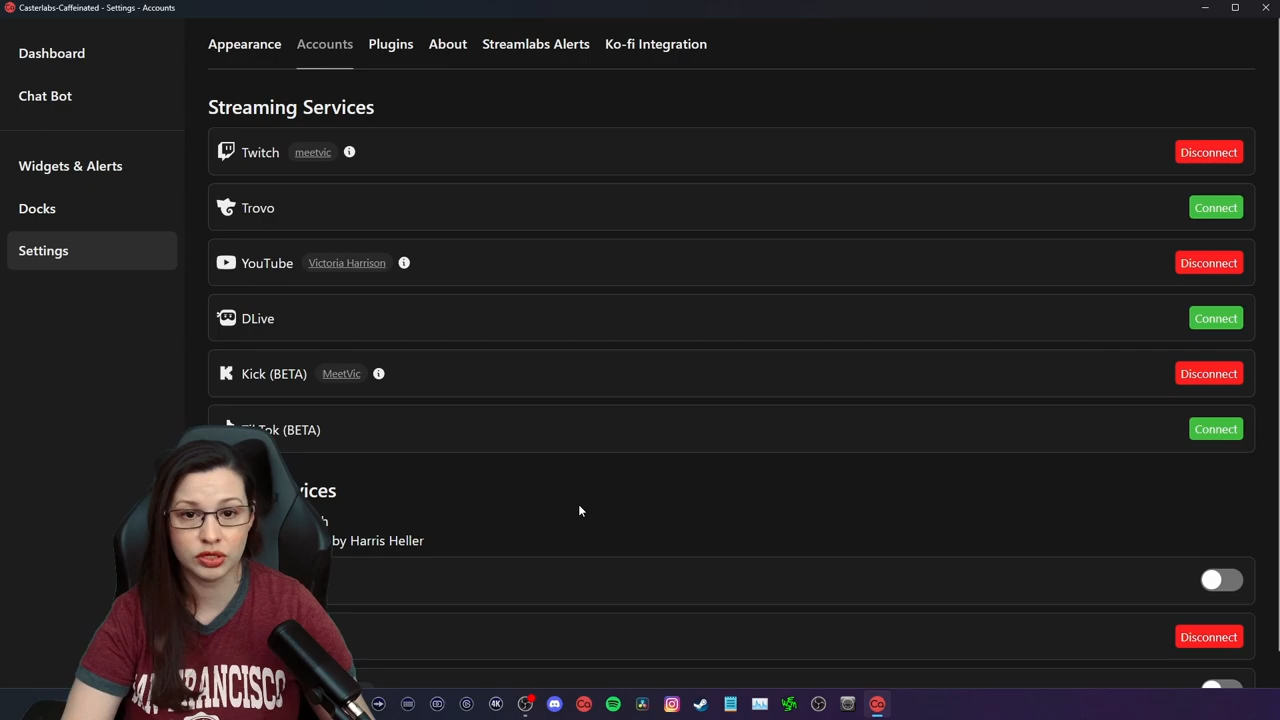 Casterlabs-Caffeinated - Settings - Accounts
Dashboard
Chat Bot
Widgets & Alerts
Docks
Settings
Appearance
Accounts
Plugins
About
Streamlabs Alerts
Ko-fi Integration
Streaming Services
Twitch
meetvic
Disconnect
Trovo
Connect
YouTube
Victoria Harrison
Disconnect
DLive
Connect
Kick (BETA)
MeetVic
Disconnect
(BETA)
Connect
by Harris Heller
Disconnect
FRANCISCO
4K